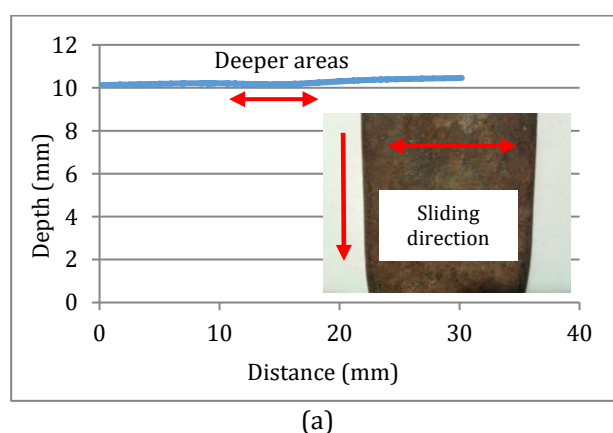 12
10
8
6
4
2
0
Depth (mm)
Deeper areas
Sliding
direction
0 10 20 30 40
Distance (mm)
(a)